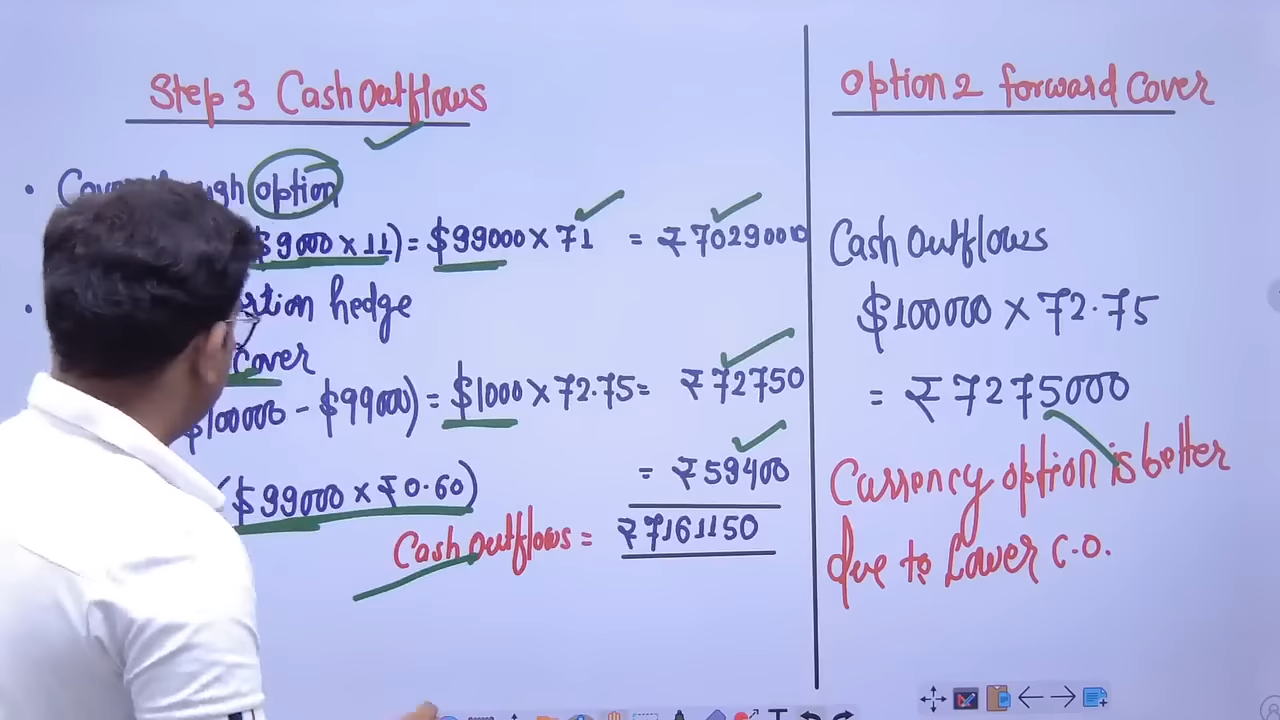 Step 3 Cash Outflows
• option
$9000 × 11) = $99000 × 71 = ₹7029000
• hedge
cover
$100000 - $99000) = $1000 × 72.75 = ₹72750
($99000 × ₹0.60) = ₹59400
Cash outflows = ₹7161150
Option 2 forward Cover
Cash Outflows
$100000 × 72.75
= ₹7275000
Currency option is better
due to Lower C.O.